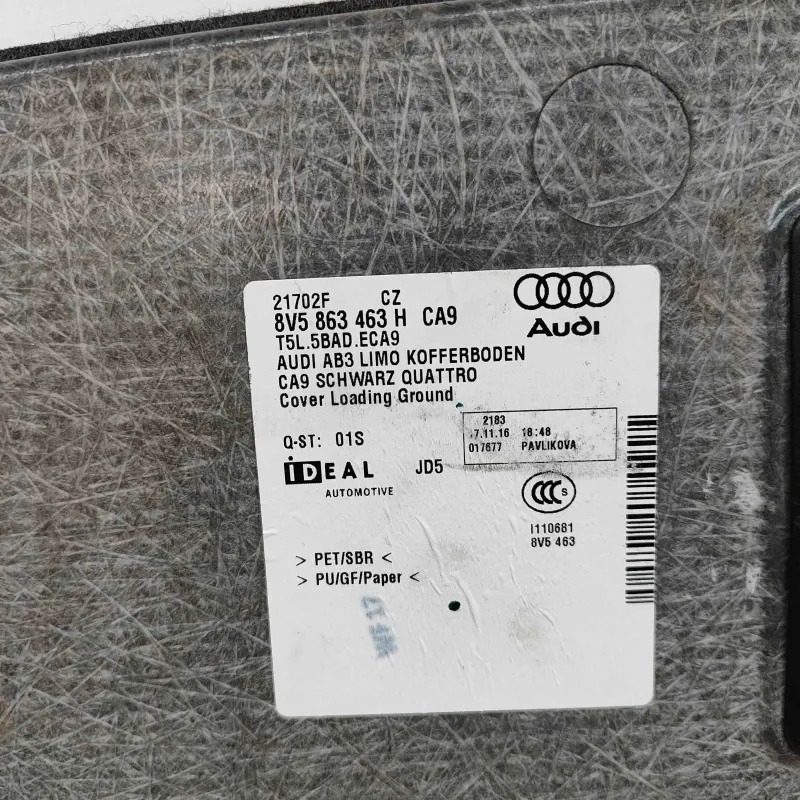 21702F CZ
8V5 863 463 H CA9
T5L.5BAD.ECA9
AUDI AB3 LIMO KOFFERBODEN
CA9 SCHWARZ QUATTRO
Cover Loading Ground
Audi
Q-ST: 01S
2183
7.11.16 18:48
017677 PAVLIKOVA
IDEAL JD5
AUTOMOTIVE
CCC S
I110681
8V5 463
> PET/SBR <
> PU/GF/Paper <